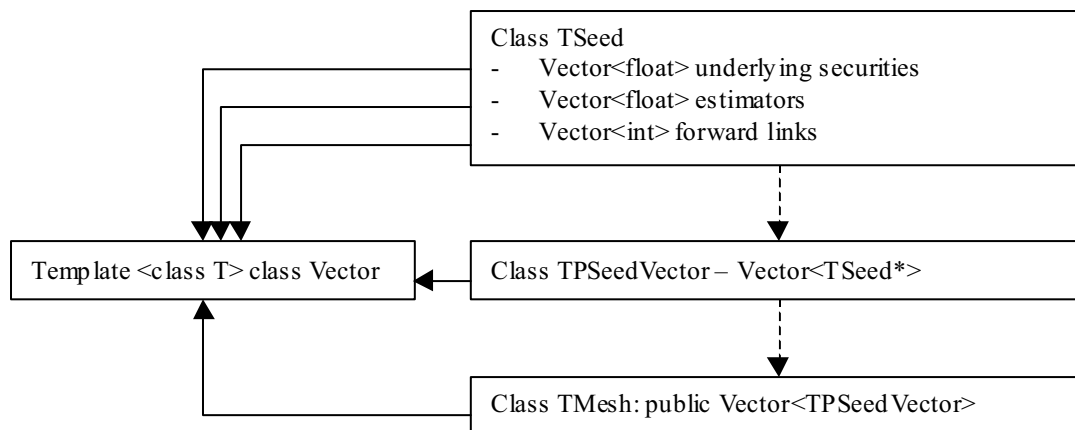 Class TSeed
- Vector<float> underlying securities
- Vector<float> estimators
- Vector<int> forward links
Template <class T> class Vector
Class TPSeedVector – Vector<TSeed*>
Class TMesh: public Vector<TPSeedVector>